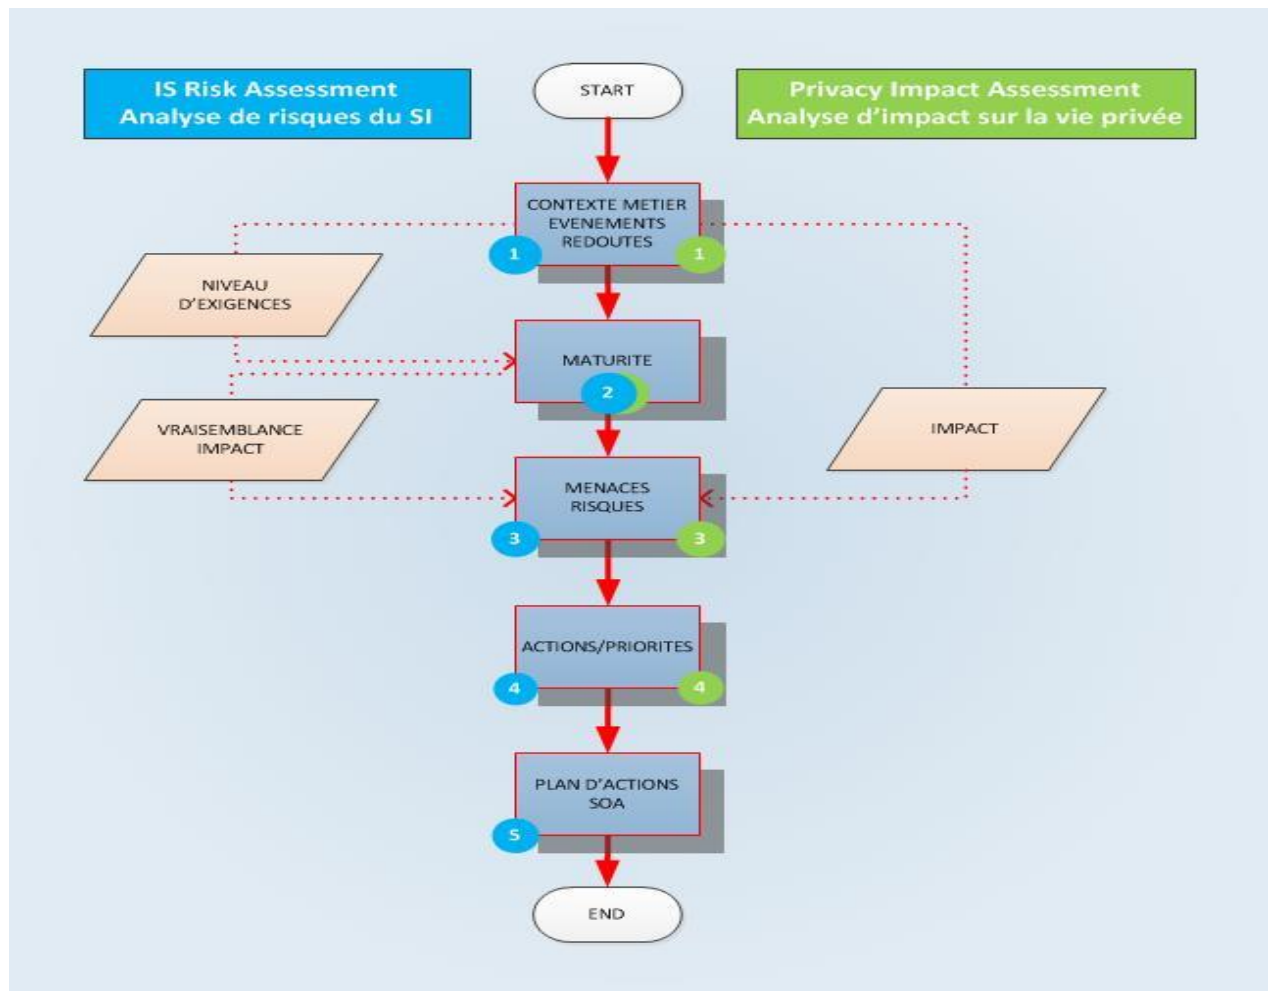 IS Risk Assessment
Analyse de risques du SI
START
Privacy Impact Assessment
Analyse d'impact sur la vie privée
CONTEXTE METIER
EVENEMENTS
REDOUTES
1
1
NIVEAU
D'EXIGENCES
MATURITE
2
VRAISEMBLANCE
IMPACT
IMPACT
MENACES
RISQUES
3
3
ACTIONS/PRIORITES
4
4
PLAN D'ACTIONS
SOA
5
END